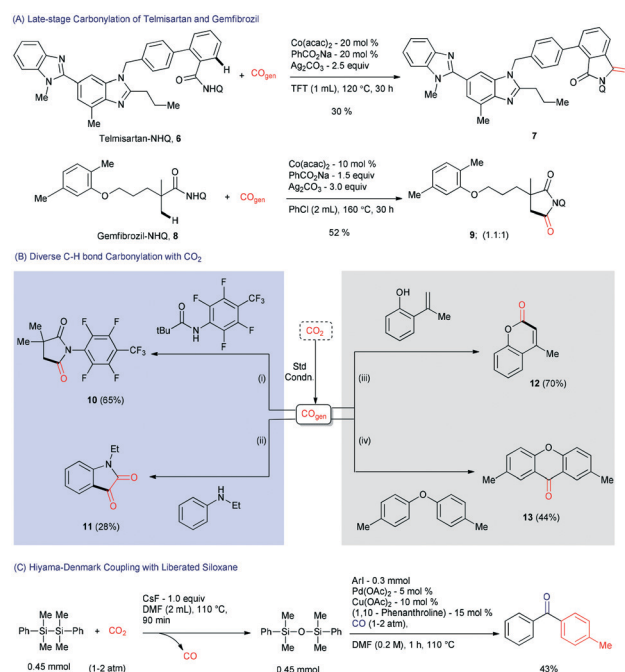 (A) Late-stage Carbonylation of Telmisartan and Gemfibrozil
N
N
Me
N
N
Me
Me
H
O
NHQ
Telmisartan-NHQ, 6
+ COgen
Co(acac)2 - 20 mol %
PhCO2Na - 20 mol %
Ag2CO3 - 2.5 equiv
TFT (1 mL), 120 °C, 30 h
30 %
N
N
Me
N
N
Me
Me
O
O
N
Q
7
Me
Me
O
Me
O
NHQ
H
Gemfibrozil-NHQ, 8
+ COgen
Co(acac)2 - 10 mol %
PhCO2Na - 1.5 equiv
Ag2CO3 - 3.0 equiv
PhCl (2 mL), 160 °C, 30 h
52 %
Me
Me
O
Me
O
NQ
O
9; (1.1:1)
(B) Diverse C-H bond Carbonylation with CO2
Me
Me
O
N
O
F
F
CF3
F
F
10 (65%)
O
tBu
N
H
F
F
CF3
F
F
(i)
CO2
Std
Condn.
COgen
OH
Me
(iii)
O
O
Me
12 (70%)
Et
N
O
O
11 (28%)
(ii)
H
N
Et
(iv)
O
Me
Me
O
Me
Me
O
13 (44%)
(C) Hiyama-Denmark Coupling with Liberated Siloxane
Me Me
Ph-Si-Si-Ph
Me Me
0.45 mmol
+ CO2
(1-2 atm)
CsF - 1.0 equiv
DMF (2 mL), 110 °C,
90 min
CO
Me Me
Ph-Si-O-Si-Ph
Me Me
0.45 mmol
ArI - 0.3 mmol
Pd(OAc)2 - 5 mol %
Cu(OAc)2 - 10 mol %
(1,10 - Phenanthroline) - 15 mol %
CO (1-2 atm),
DMF (0.2 M), 1 h, 110 °C
O
Me
43%